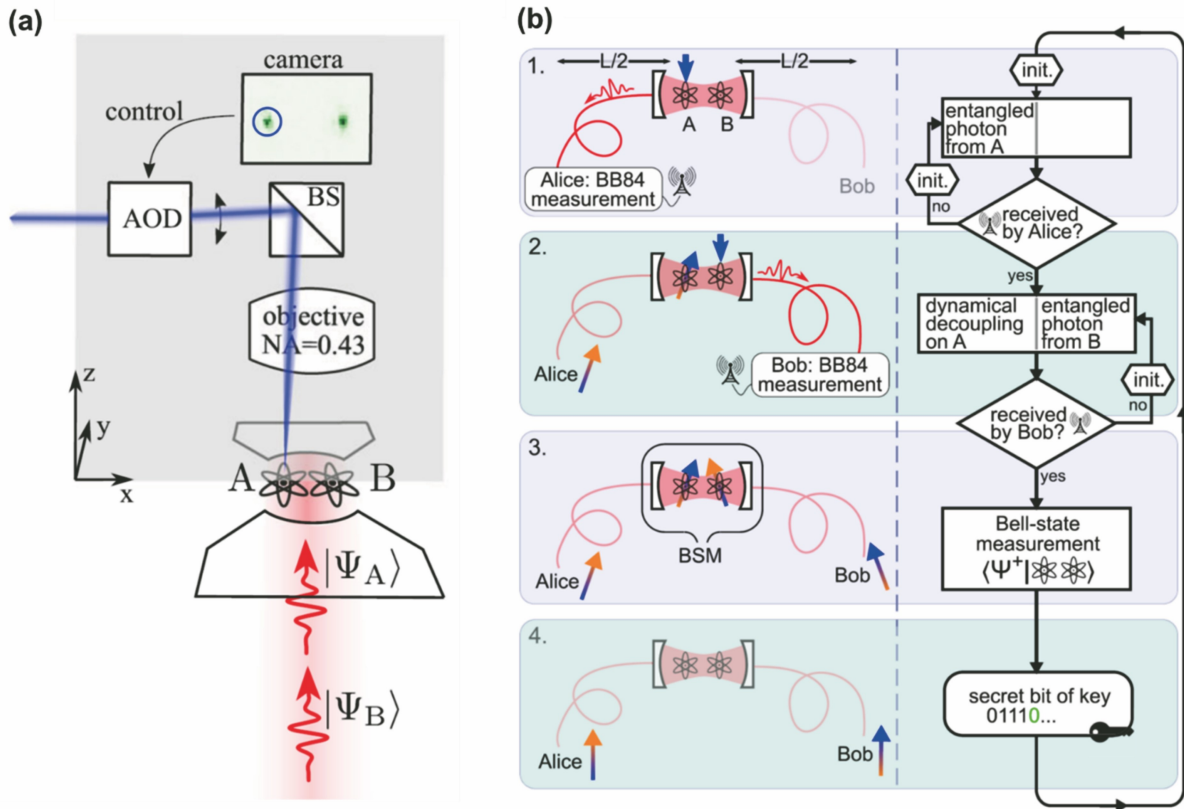 (a)
camera
control
AOD
BS
objective
NA=0.43
z
y
x
A
B
|Ψ_A⟩
|Ψ_B⟩
(b)
1.
L/2
L/2
A
B
Alice: BB84
measurement
Bob
init.
entangled
photon
from A
init.
no
received
by Alice?
yes
2.
Alice
Bob: BB84
measurement
dynamical
decoupling
on A
entangled
photon
from B
init.
no
received
by Bob?
yes
3.
Alice
BSM
Bob
Bell-state
measurement
⟨Ψ⁺| ⟩
4.
Alice
Bob
secret bit of key
01110...